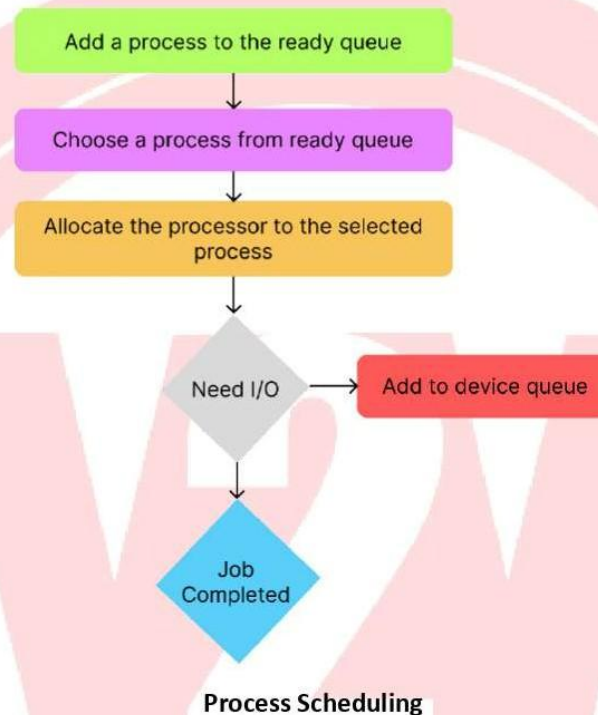 Add a process to the ready queue
Choose a process from ready queue
Allocate the processor to the selected
process
Need I/O
Add to device queue
Job
Completed
Process Scheduling